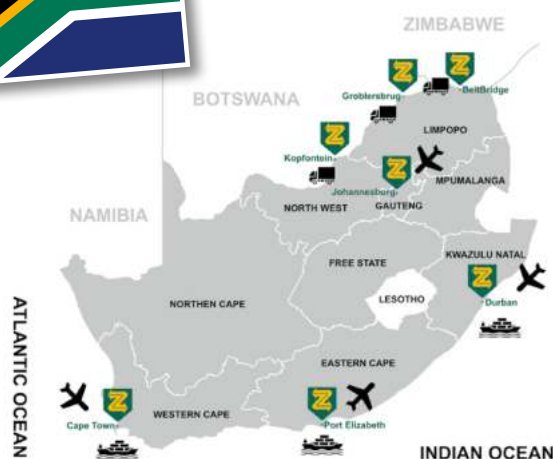 ZIMBABWE
BOTSWANA
Groblersbrug
BeitBridge
LIMPOPO
Kopfontein
Johannesburg
MPUMALANGA
NORTH WEST
GAUTENG
NAMIBIA
KWAZULU NATAL
FREE STATE
Durban
LESOTHO
NORTHEN CAPE
ATLANTIC OCEAN
EASTERN CAPE
WESTERN CAPE
Cape Town
Port Elizabeth
INDIAN OCEAN
Z
Z
Z
Z
Z
Z
Z